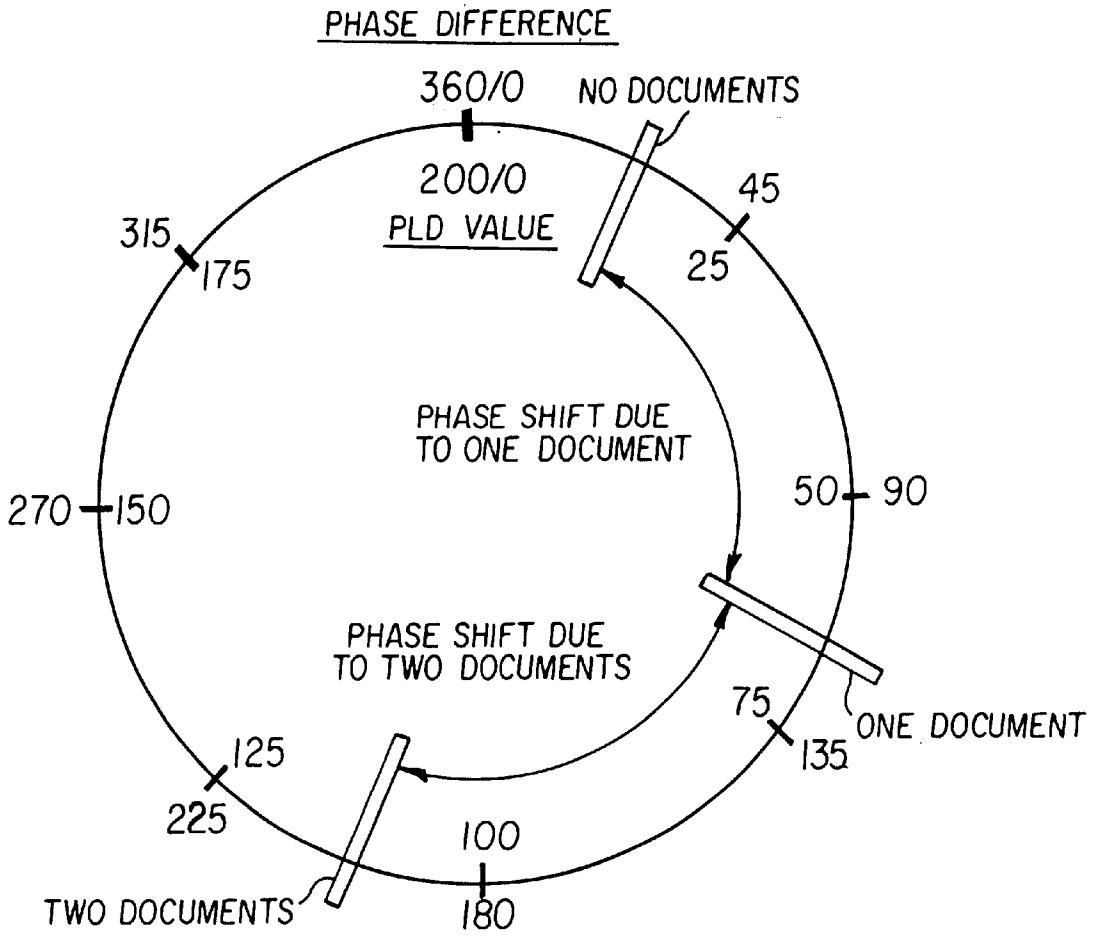 PHASE DIFFERENCE
360/0
NO DOCUMENTS
200/0
PLD VALUE
45
25
315
175
PHASE SHIFT DUE
TO ONE DOCUMENT
50
90
270
150
PHASE SHIFT DUE
TO TWO DOCUMENTS
75
ONE DOCUMENT
135
125
225
100
TWO DOCUMENTS
180